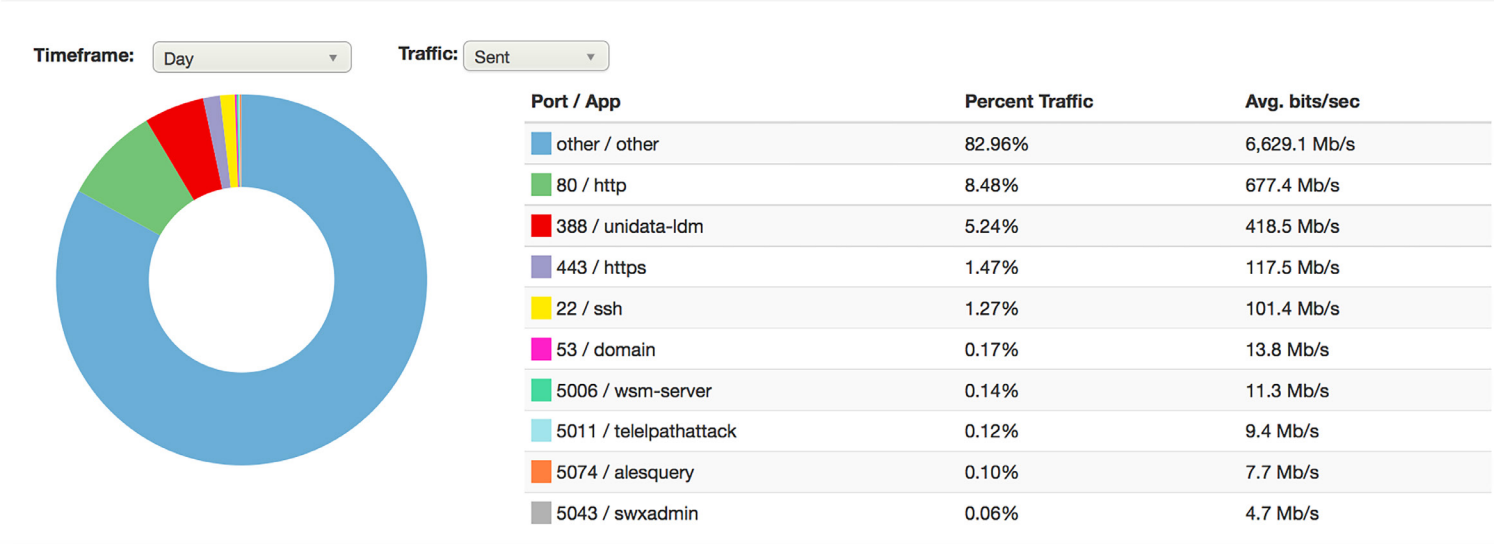 Timeframe: Day Traffic: Sent
Port / App Percent Traffic Avg. bits/sec
other / other 82.96% 6,629.1 Mb/s
80 / http 8.48% 677.4 Mb/s
388 / unidata-ldm 5.24% 418.5 Mb/s
443 / https 1.47% 117.5 Mb/s
22 / ssh 1.27% 101.4 Mb/s
53 / domain 0.17% 13.8 Mb/s
5006 / wsm-server 0.14% 11.3 Mb/s
5011 / telelpathattack 0.12% 9.4 Mb/s
5074 / alesquery 0.10% 7.7 Mb/s
5043 / swxadmin 0.06% 4.7 Mb/s